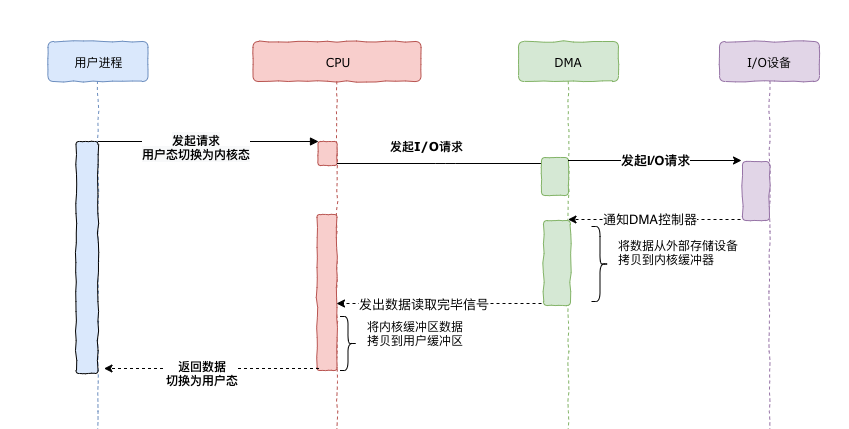 用户进程
CPU
DMA
I/O设备
发起请求
用户态切换为内核态
发起I/O请求
发起I/O请求
通知DMA控制器
将数据从外部存储设备
拷贝到内核缓冲器
发出数据读取完毕信号
将内核缓冲区数据
拷贝到用户缓冲区
返回数据
切换为用户态